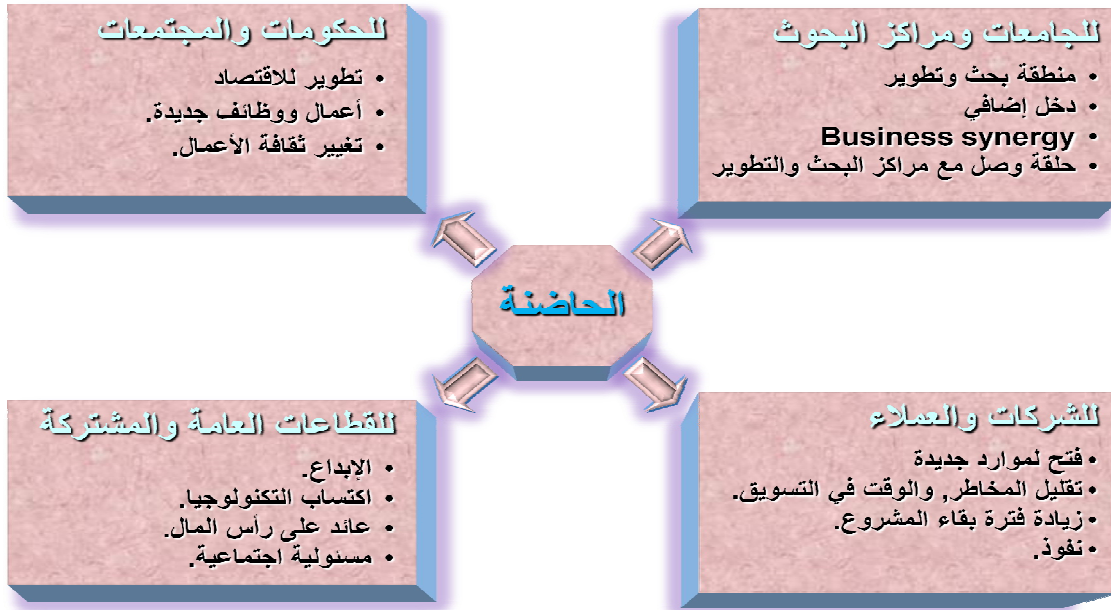 للجامعات ومراكز البحوث
• منطقة بحث وتطوير
• دخل إضافي
• Business synergy
• حلقة وصل مع مراكز البحث والتطوير
للحكومات والمجتمعات
• تطوير للاقتصاد
• أعمال ووظائف جديدة.
• تغيير ثقافة الأعمال.
الحاضنة
للشركات والعملاء
• فتح لموارد جديدة
• تقليل المخاطر, والوقت في التسويق.
• زيادة فترة بقاء المشروع.
• نفوذ.
للقطاعات العامة والمشتركة
• الإبداع.
• اكتساب التكنولوجيا.
• عائد على رأس المال.
• مسئولية اجتماعية.